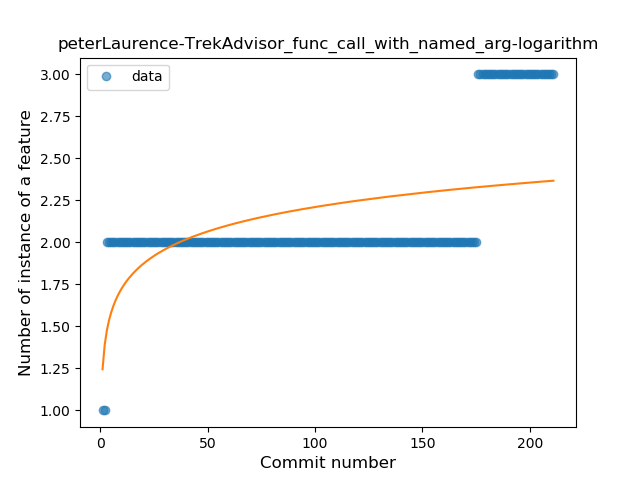 peterLaurence-TrekAdvisor_func_call_with_named_arg-logarithm
data
3.00
2.75
2.50
2.25
2.00
1.75
1.50
1.25
1.00
Number of instance of a feature
0 50 100 150 200
Commit number